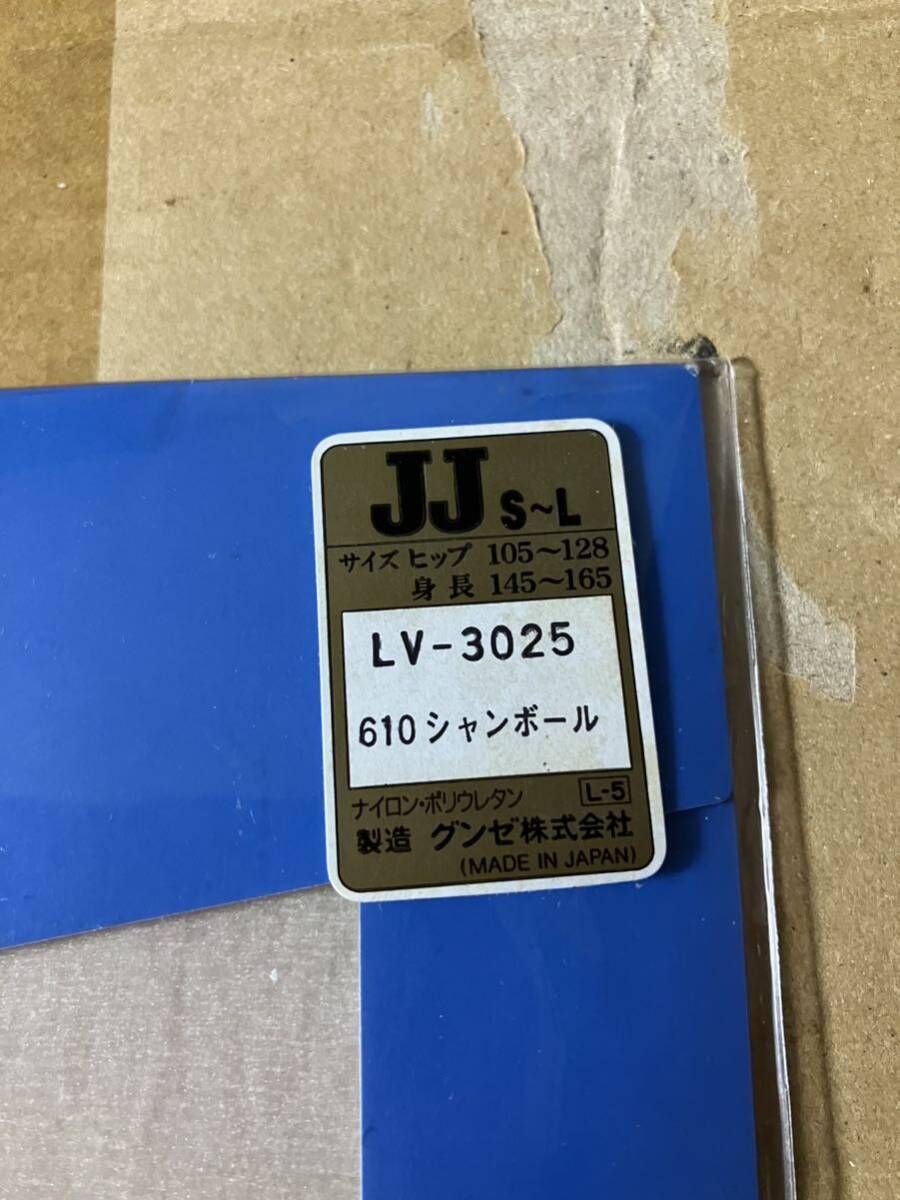 JJ S~L
サイズ ヒップ 105~128
身長 145~165
LV-3025
610シャンボール
ナイロン・ポリウレタン L-5
製造 グンゼ株式会社
(MADE IN JAPAN)